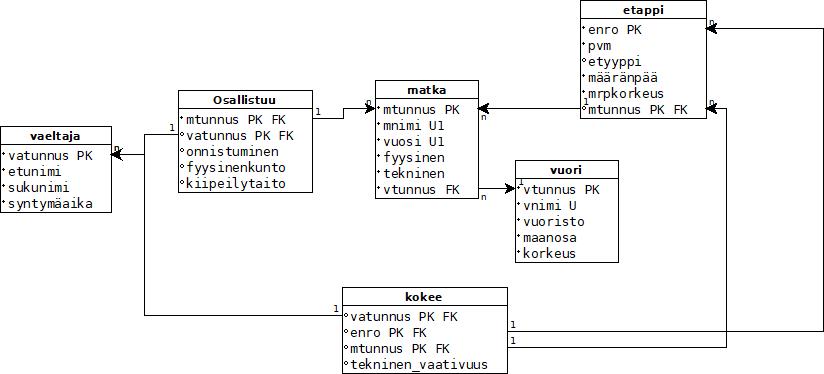 etappi
n
enro PK
pvm
etyyppi
määränpää
mrpkorkeus
1 mtunnus PK FK n
Osallistuu
mtunnus PK FK 1
1 vatunnus PK FK
onnistuminen
fyysinenkunto
kiipeilytaito
matka
n mtunnus PK n
mnimi U1
vuosi U1
fyysinen
tekninen
vtunnus FK n
vaeltaja
vatunnus PK n
etunimi
sukunimi
syntymäaika
vuori
1
vtunnus PK
vnimi U
vuoristo
maanosa
korkeus
kokee
1 vatunnus PK FK
enro PK FK 1
mtunnus PK FK 1
tekninen_vaativuus